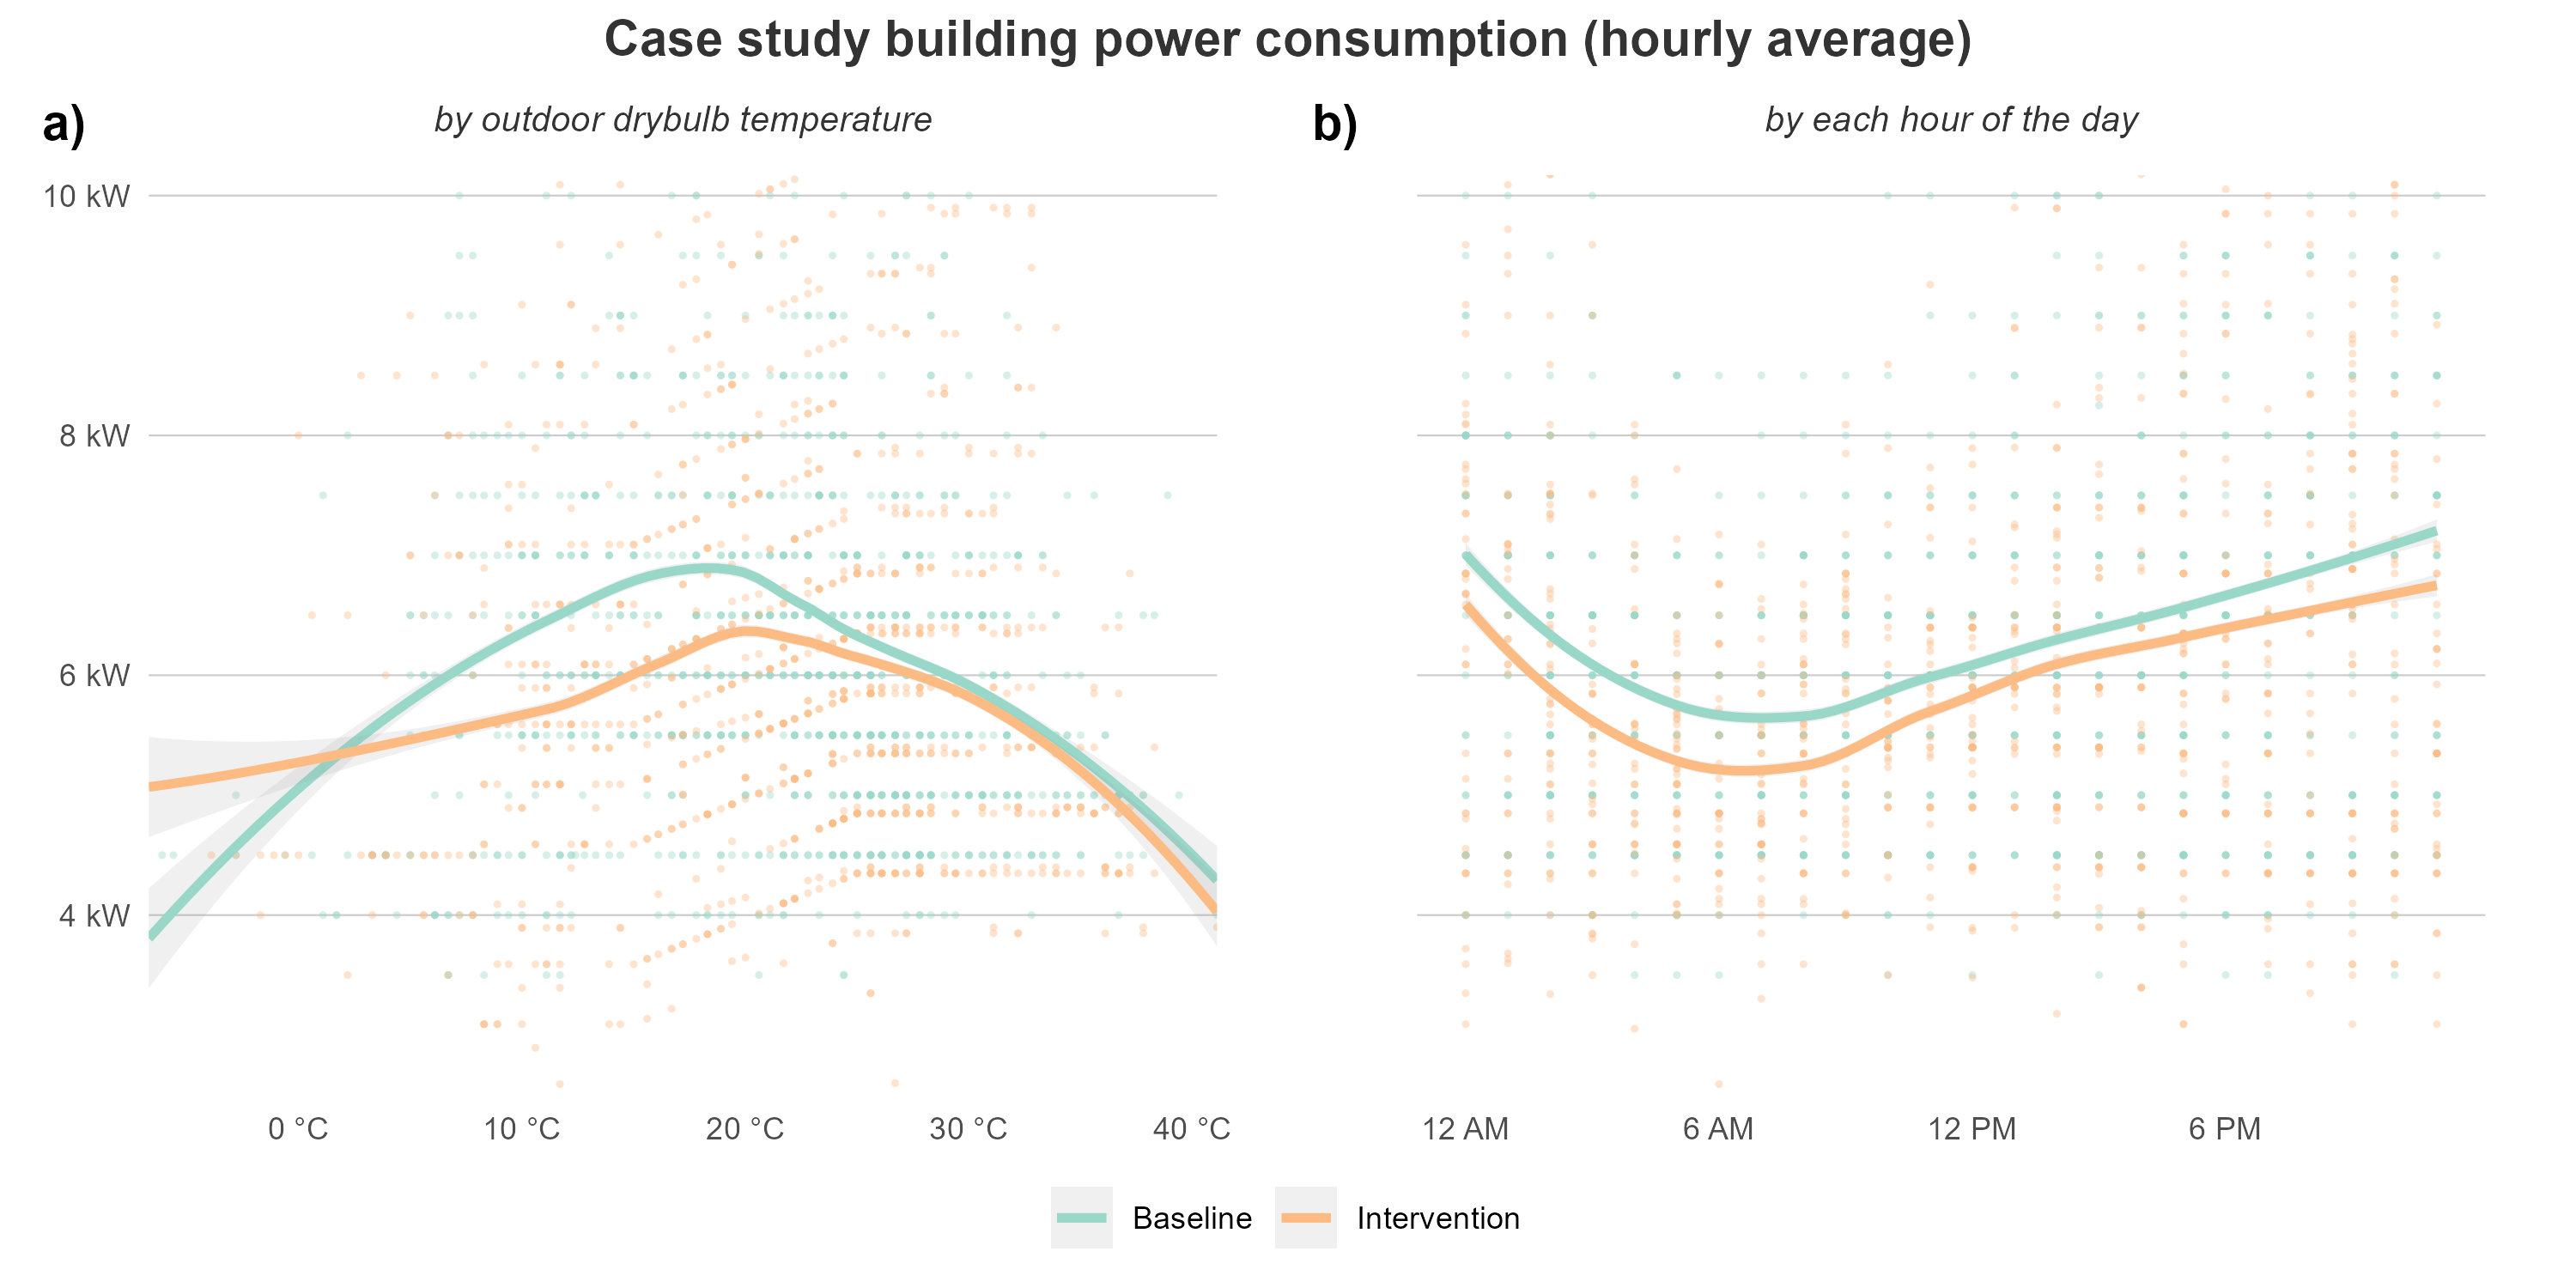 Case study building power consumption (hourly average)
a)
by outdoor drybulb temperature
10 kW
8 kW
6 kW
4 kW
0 °C
10 °C
20 °C
30 °C
40 °C
b)
by each hour of the day
12 AM
6 AM
12 PM
6 PM
Baseline
Intervention